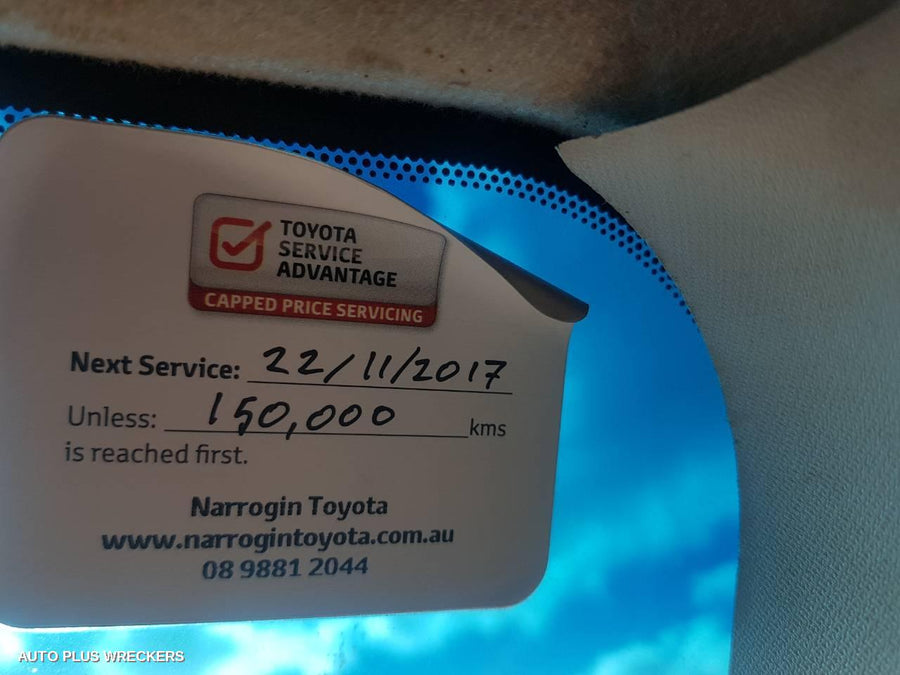 TOYOTA
SERVICE
ADVANTAGE
CAPPED PRICE SERVICING
Next Service: 22/11/2017
Unless: 150,000 kms
is reached first.
Narrogin Toyota
www.narrogintoyota.com.au
08 9881 2044
AUTO PLUS WRECKERS